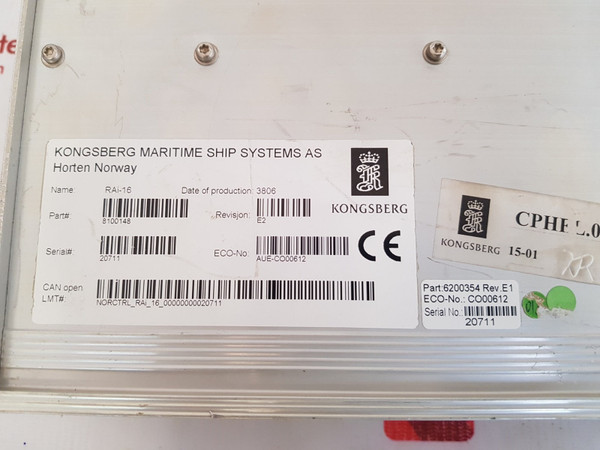 KONGSBERG MARITIME SHIP SYSTEMS AS
Horten Norway
Name: RAi-16 Date of production: 3806
Part#: 8100148 Revisjon: E2
Serial#: 20711 ECO-No: AUE-CO00612
CAN open
LMT#: NORCTRL_RAi_16_00000000020711
KONGSBERG
CE
KONGSBERG 15-01
Part:6200354 Rev.E1
ECO-No.: CO00612
Serial No.:
20711